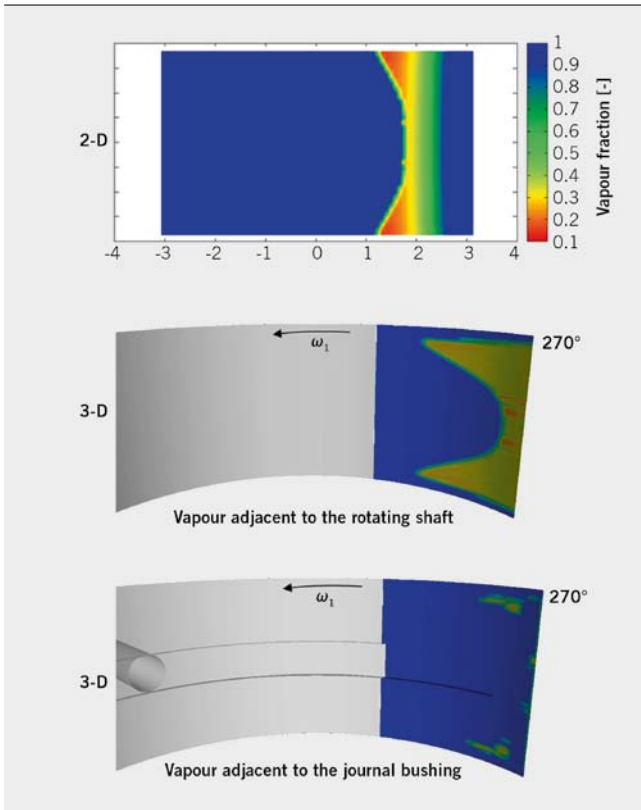 2-D
-4 -3 -2 -1 0 1 2 3 4
1
0.9
0.8
0.7
0.6
0.5
0.4
0.3
0.2
0.1
Vapour fraction [-]
3-D
ω₁
270°
Vapour adjacent to the rotating shaft
3-D
ω₁
270°
Vapour adjacent to the journal bushing